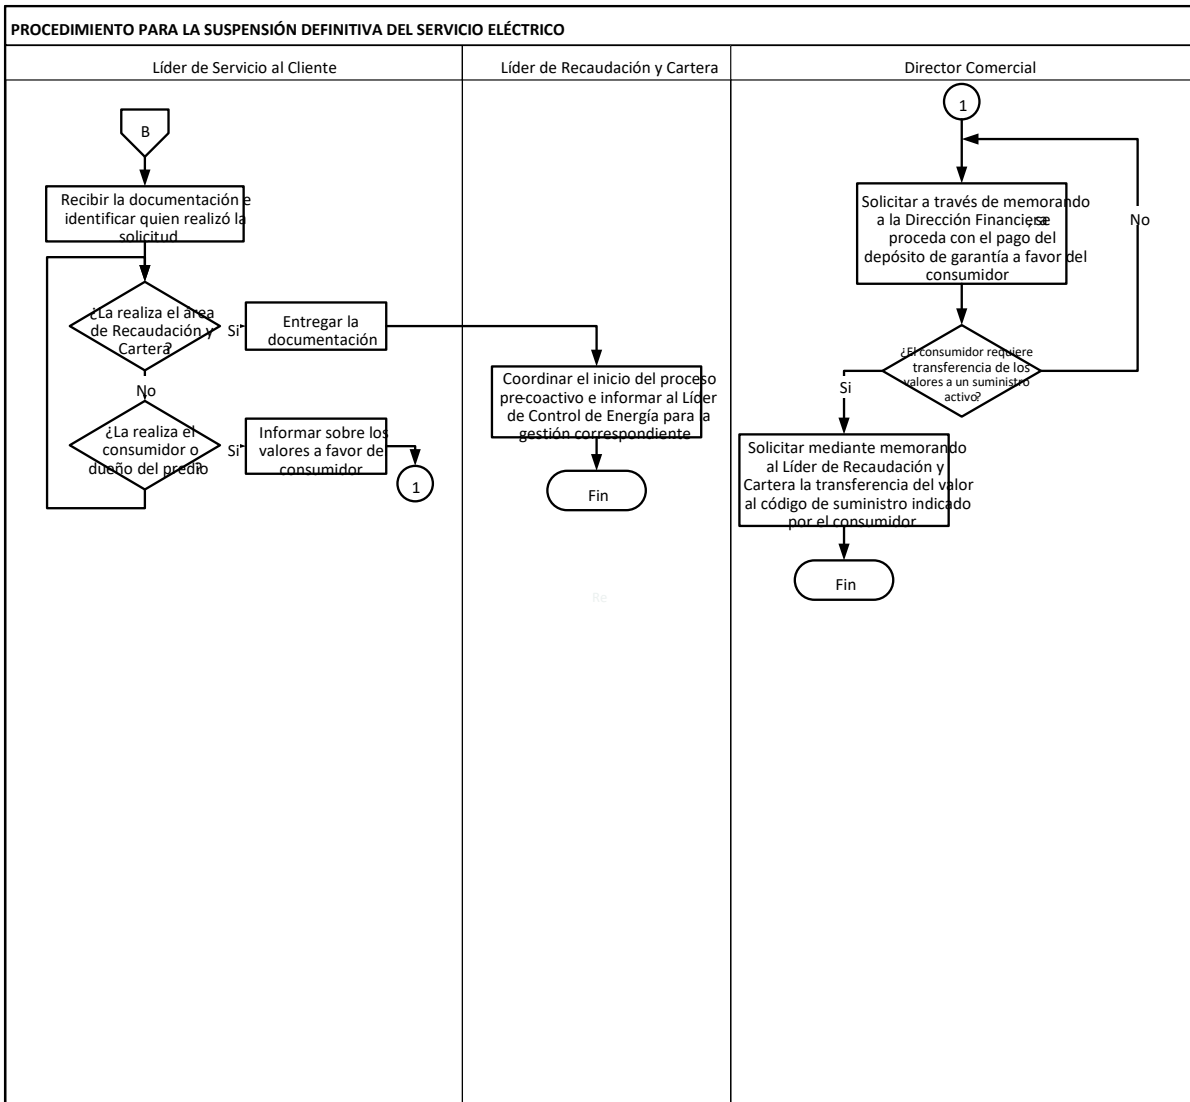 PROCEDIMIENTO PARA LA SUSPENSIÓN DEFINITIVA DEL SERVICIO ELÉCTRICO
Líder de Servicio al Cliente
Líder de Recaudación y Cartera
Director Comercial
B
Recibir la documentación e
identificar quien realizó la
solicitud
¿La realiza el área
de Recaudación y
Cartera?
Si
Entregar la
documentación
No
¿La realiza el
consumidor o
dueño del predio?
Si
Informar sobre los
valores a favor de
consumidor
1
Coordinar el inicio del proceso
pre-coactivo e informar al Líder
de Control de Energía para la
gestión correspondiente
Fin
Re
1
Solicitar a través de memorando
a la Dirección Financiera, se
proceda con el pago del
depósito de garantía a favor del
consumidor
No
¿El consumidor requiere
transferencia de los
valores a un suministro
activo?
Si
Solicitar mediante memorando
al Líder de Recaudación y
Cartera la transferencia del valor
al código de suministro indicado
por el consumidor
Fin